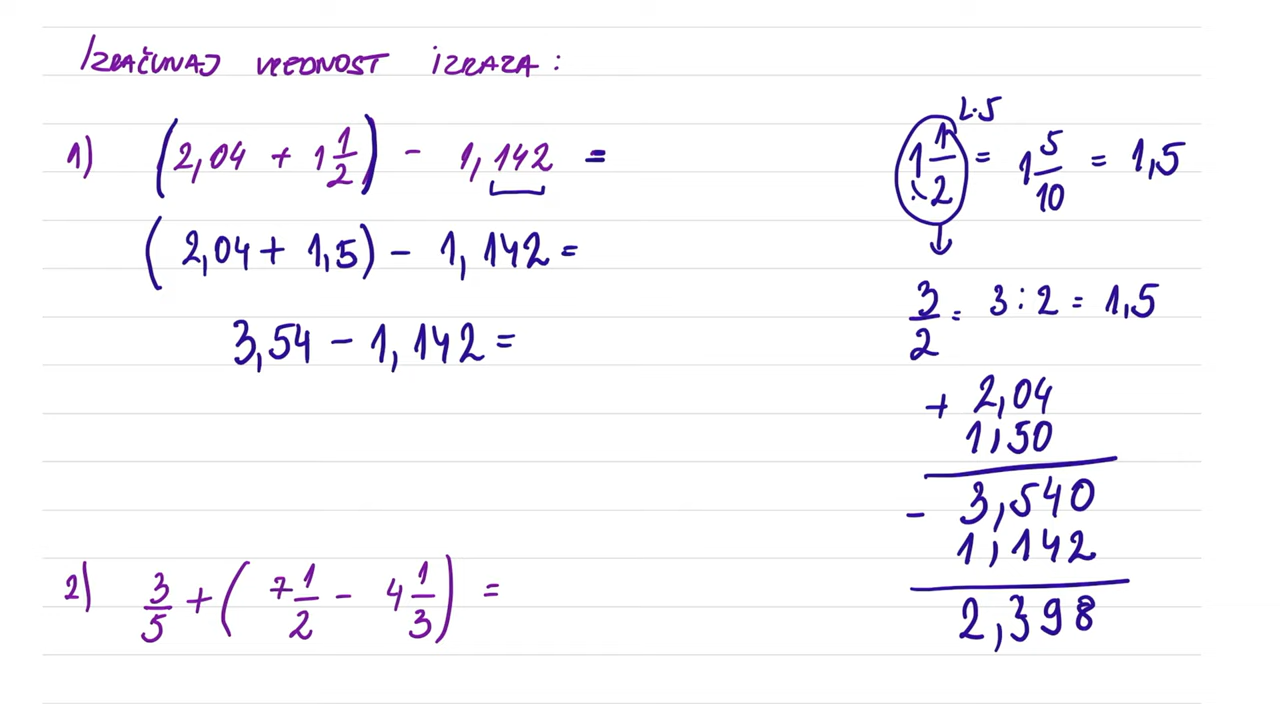 IZRAČUNAJ VREDNOST IZRAZA:
1) (2,04 + 1 1/2) - 1,142 =
(2,04 + 1,5) - 1,142 =
3,54 - 1,142 =
2) 3/5 + (7 1/2 - 4 1/3) =
1 1/2 = 1 5/10 = 1,5
3/2 = 3:2 = 1,5
+ 2,04
1,50
- 3,540
1,142
2,398